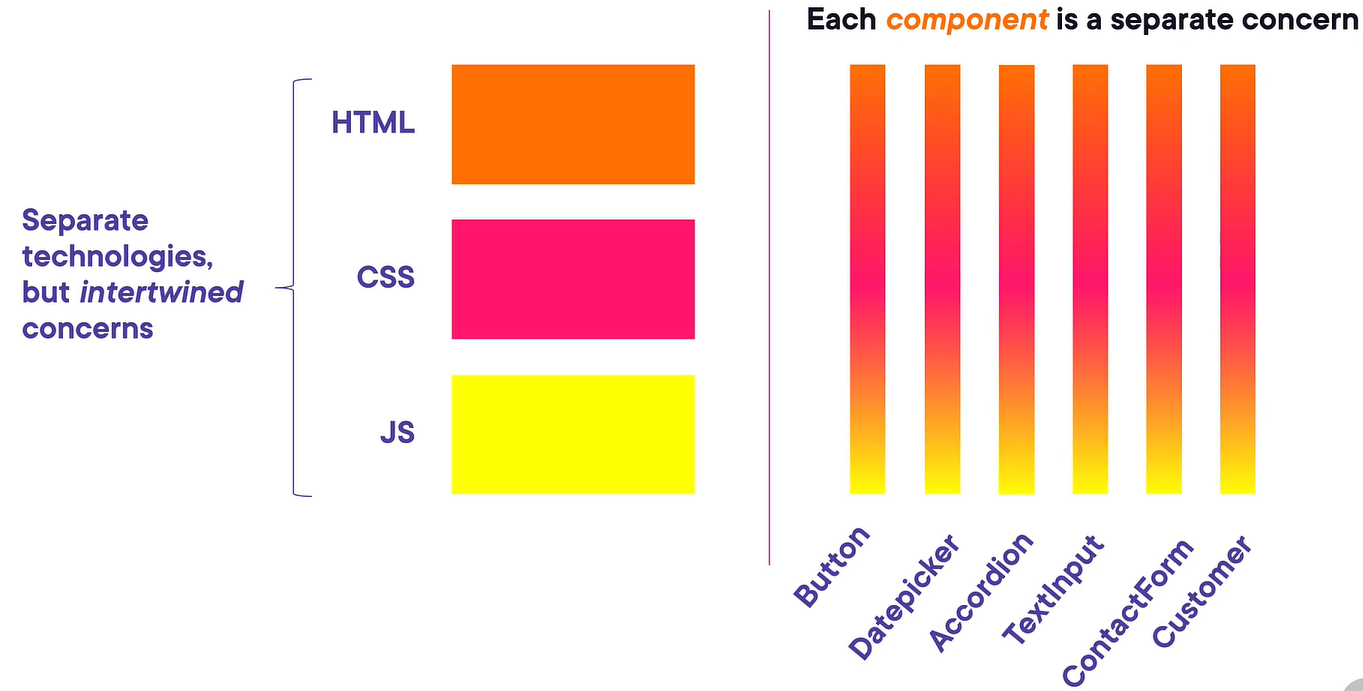 Separate
technologies,
but intertwined
concerns
HTML
CSS
JS
Each component is a separate concern
Button
Datepicker
Accordion
TextInput
ContactForm
Customer